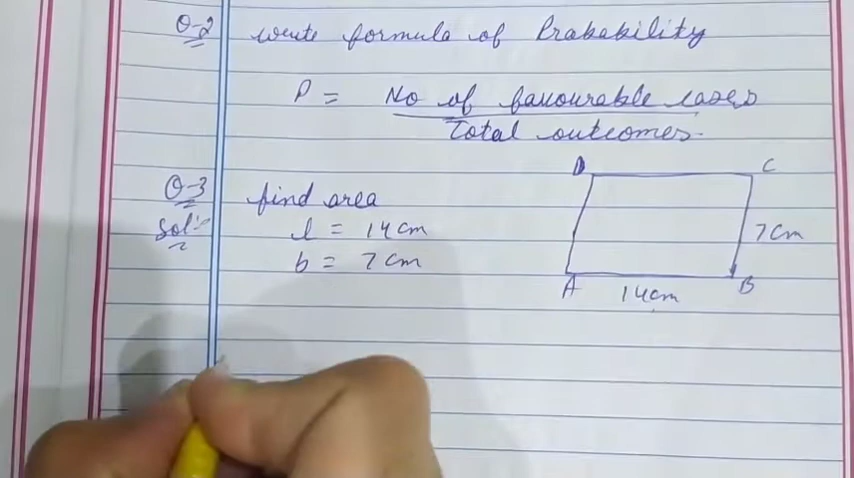 Q-2 write formula of Probability
P = No of favourable cases
Total outcomes.
Q-3 find area
Sol:- l = 14cm
b = 7cm
D C
7cm
A 14cm B